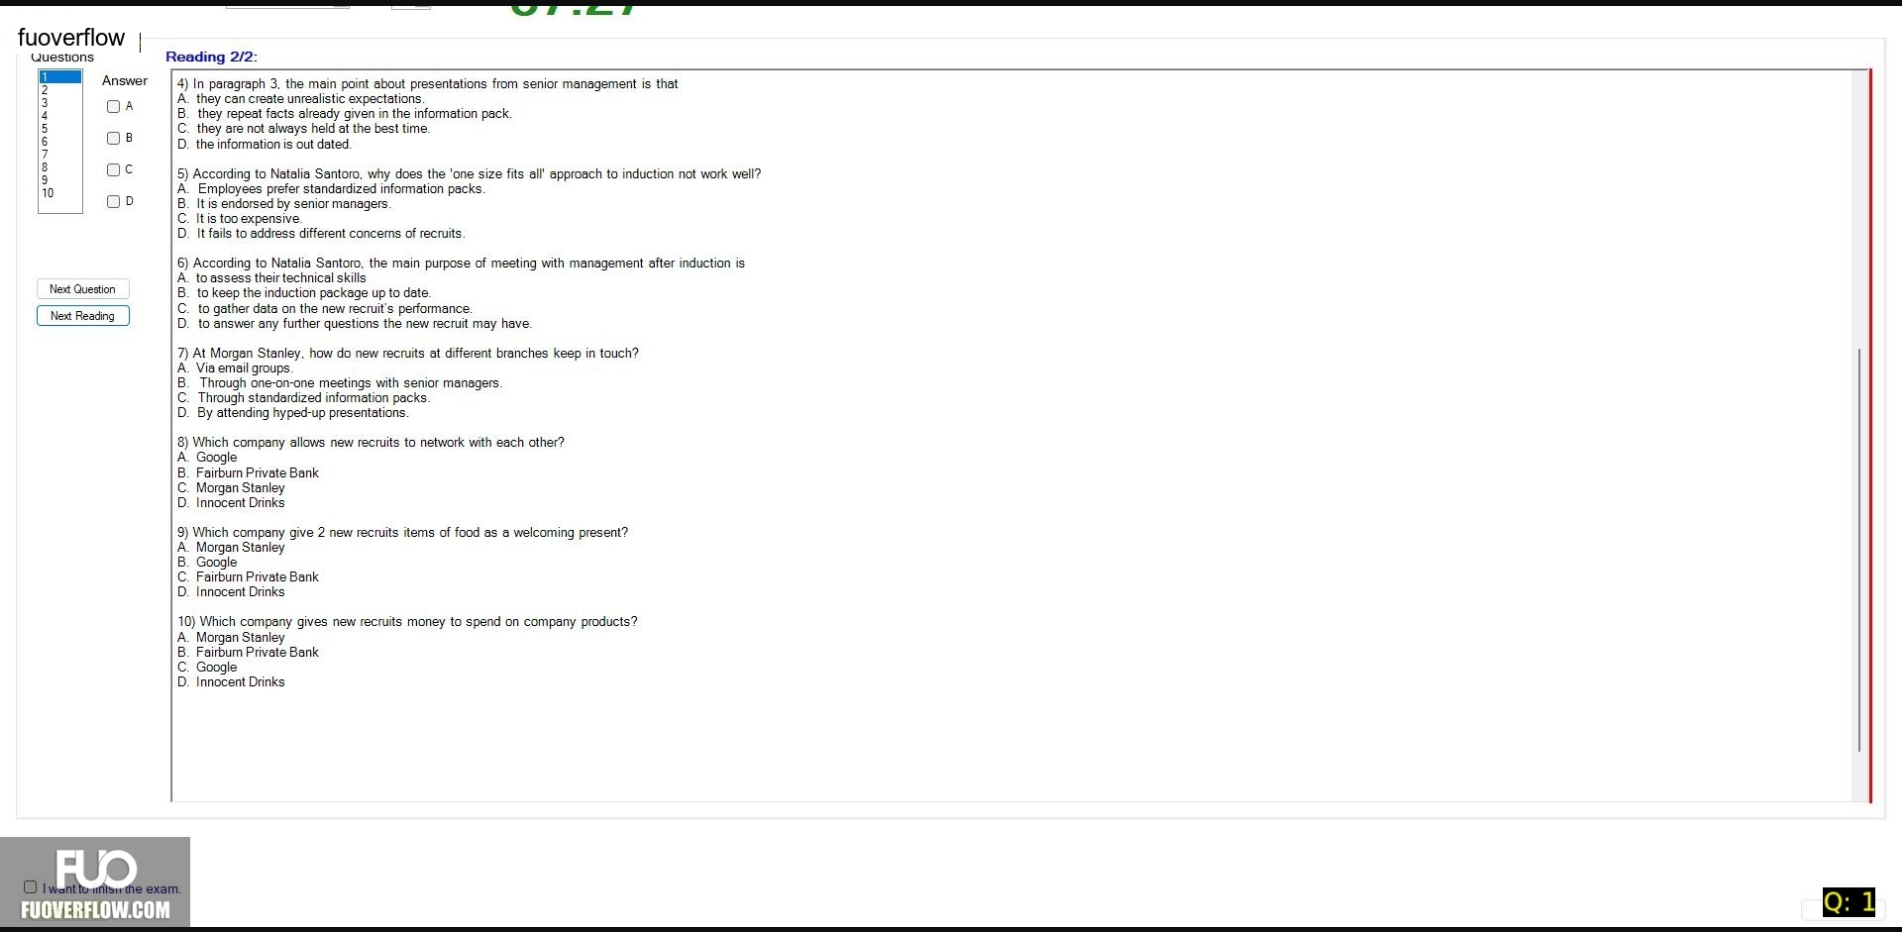 fuoverflow
Questions
Reading 2/2:
1
2
3
4
5
6
7
8
9
10
Answer
A
B
C
D
Next Question
Next Reading
4) In paragraph 3, the main point about presentations from senior management is that
A. they can create unrealistic expectations.
B. they repeat facts already given in the information pack.
C. they are not always held at the best time.
D. the information is out dated.
5) According to Natalia Santoro, why does the 'one size fits all' approach to induction not work well?
A. Employees prefer standardized information packs.
B. It is endorsed by senior managers.
C. It is too expensive.
D. It fails to address different concerns of recruits.
6) According to Natalia Santoro, the main purpose of meeting with management after induction is
A. to assess their technical skills
B. to keep the induction package up to date.
C. to gather data on the new recruit's performance.
D. to answer any further questions the new recruit may have.
7) At Morgan Stanley, how do new recruits at different branches keep in touch?
A. Via email groups.
B. Through one-on-one meetings with senior managers.
C. Through standardized information packs.
D. By attending hyped-up presentations.
8) Which company allows new recruits to network with each other?
A. Google
B. Fairburn Private Bank
C. Morgan Stanley
D. Innocent Drinks
9) Which company give 2 new recruits items of food as a welcoming present?
A. Morgan Stanley
B. Google
C. Fairburn Private Bank
D. Innocent Drinks
10) Which company gives new recruits money to spend on company products?
A. Morgan Stanley
B. Fairburn Private Bank
C. Google
D. Innocent Drinks
FUO
I want to finish the exam.
FUOVERFLOW.COM
Q: 1